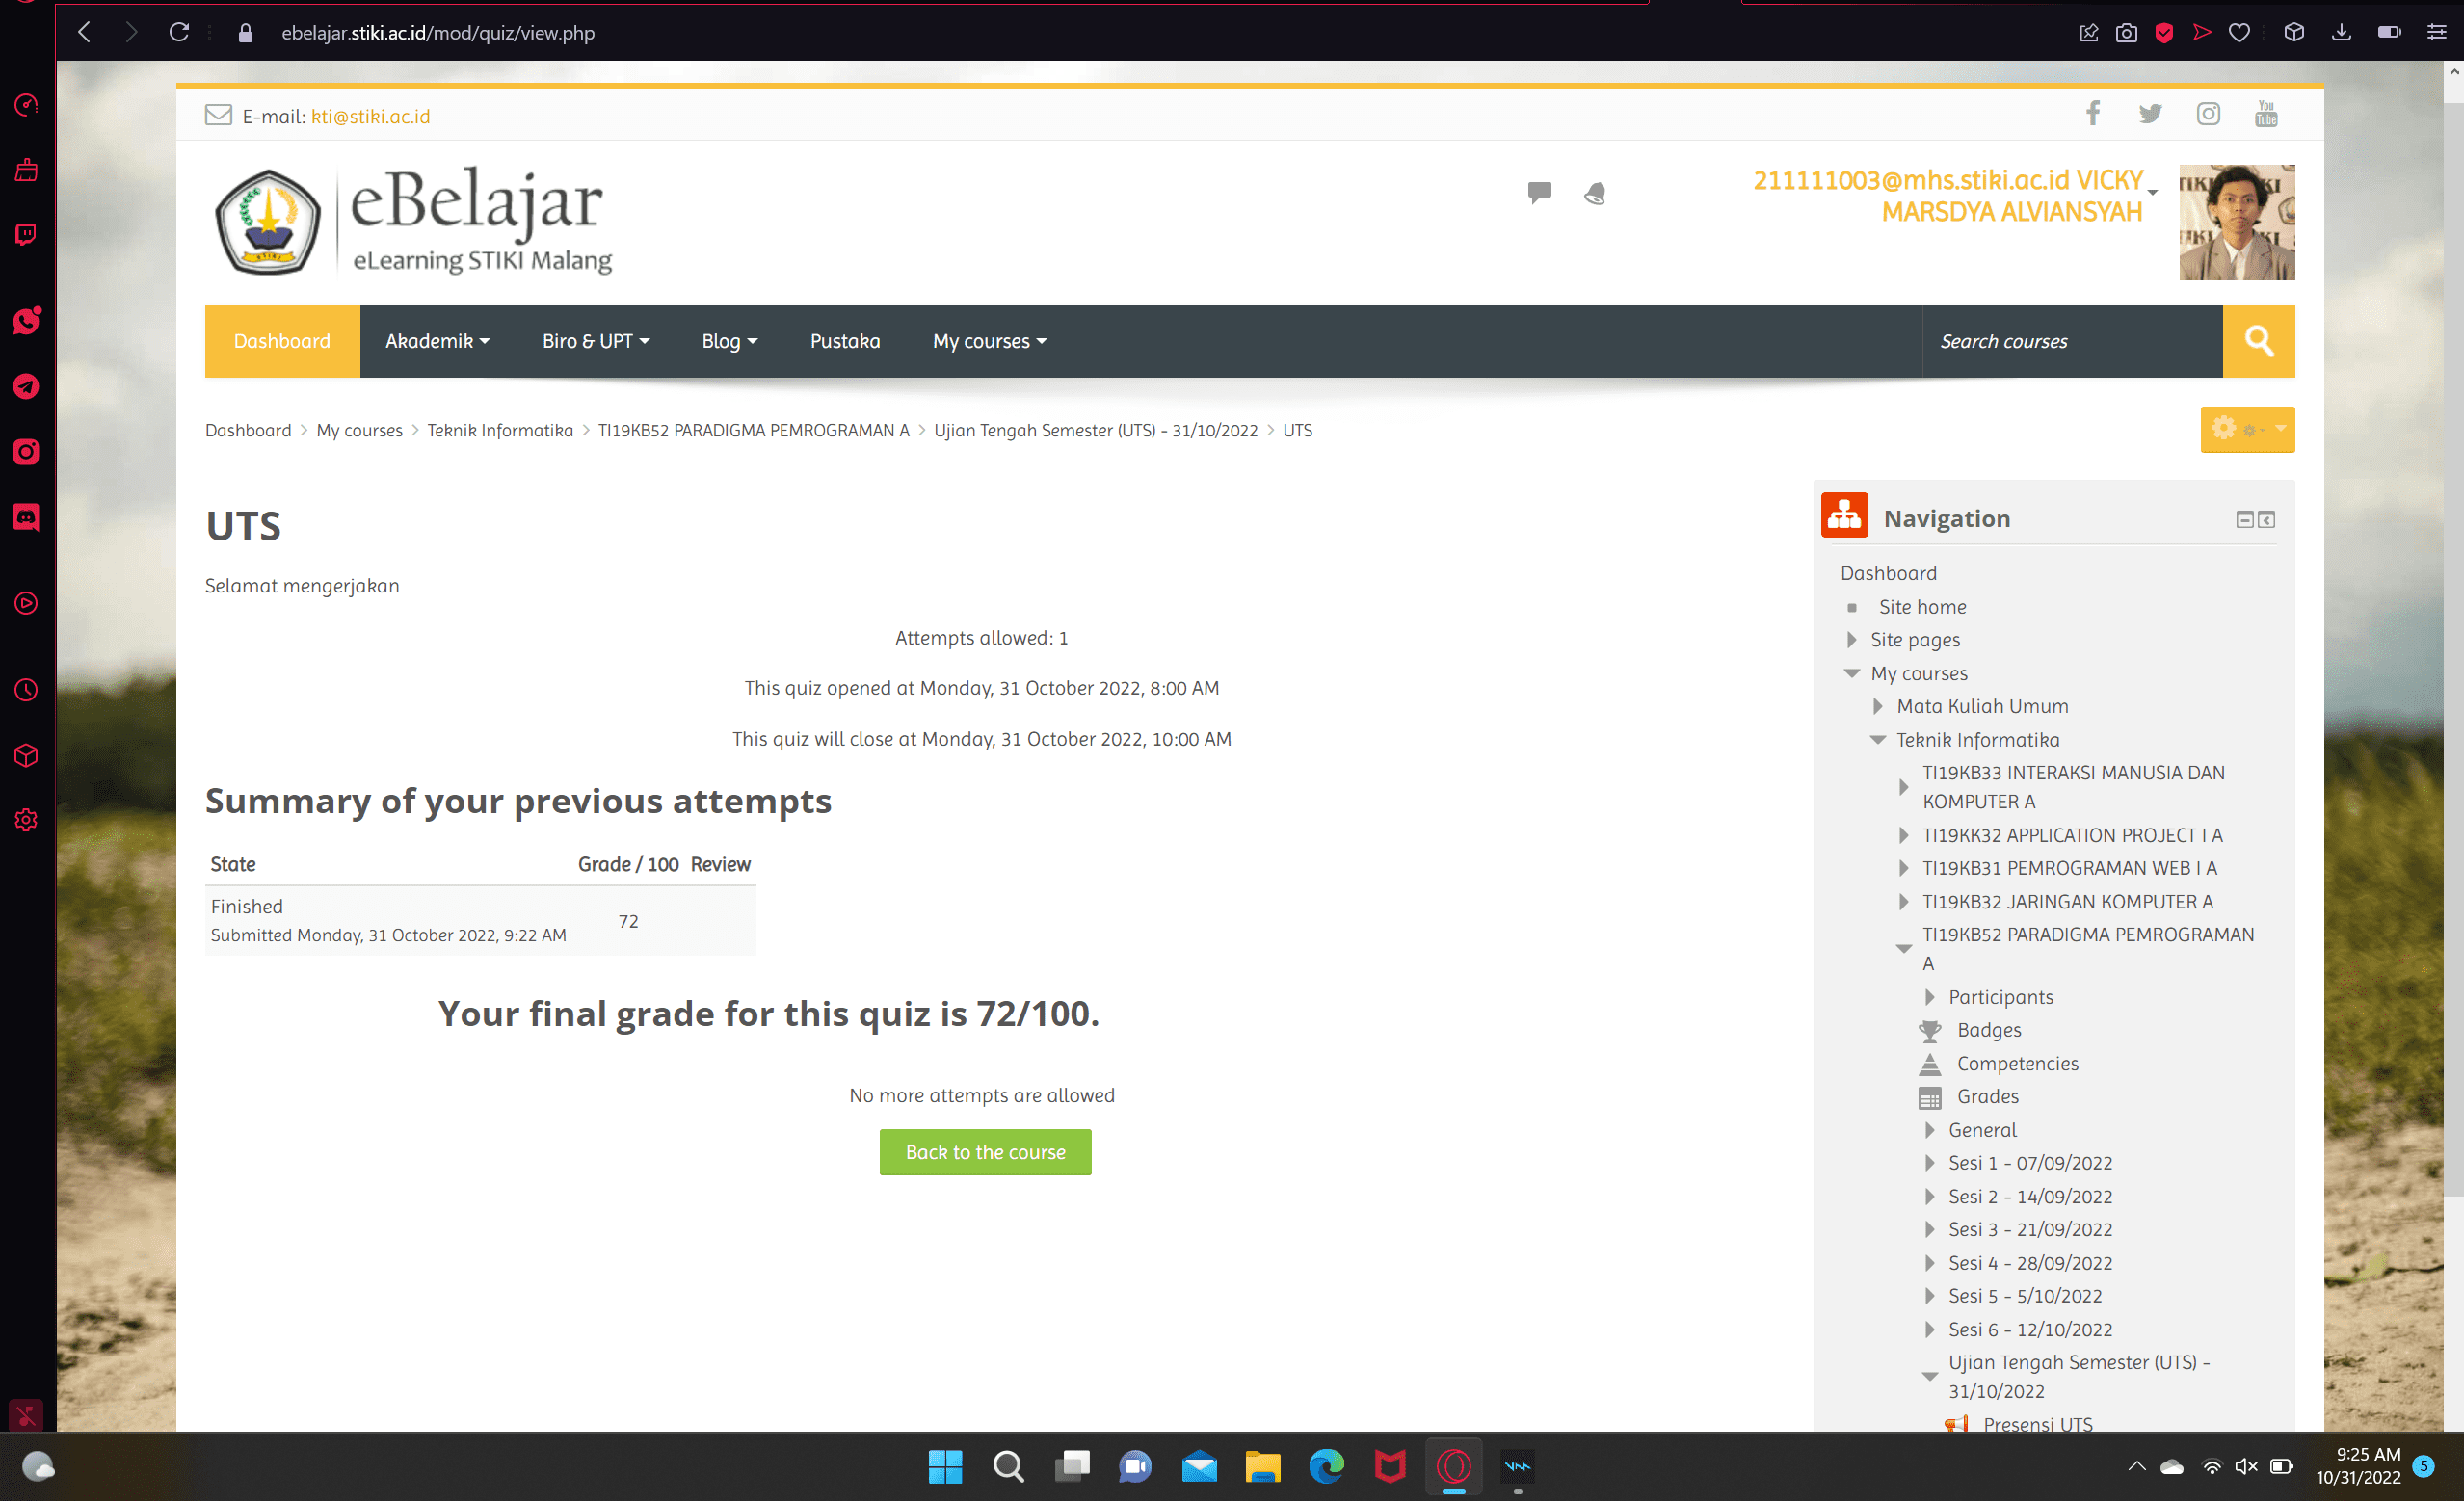 ebelajar.stiki.ac.id/mod/quiz/view.php
E-mail: kti@stiki.ac.id
You
Tube
eBelajar
eLearning STIKI Malang
STIKI
211111003@mhs.stiki.ac.id VICKY
MARSDYA ALVIANSYAH
Dashboard
Akademik
Biro & UPT
Blog
Pustaka
My courses
Search courses
Dashboard > My courses > Teknik Informatika > TI19KB52 PARADIGMA PEMROGRAMAN A > Ujian Tengah Semester (UTS) - 31/10/2022 > UTS
UTS
Selamat mengerjakan
Attempts allowed: 1
This quiz opened at Monday, 31 October 2022, 8:00 AM
This quiz will close at Monday, 31 October 2022, 10:00 AM
Summary of your previous attempts
State Grade / 100 Review
Finished
Submitted Monday, 31 October 2022, 9:22 AM
72
Your final grade for this quiz is 72/100.
No more attempts are allowed
Back to the course
Navigation
Dashboard
Site home
Site pages
My courses
Mata Kuliah Umum
Teknik Informatika
TI19KB33 INTERAKSI MANUSIA DAN
KOMPUTER A
TI19KK32 APPLICATION PROJECT I A
TI19KB31 PEMROGRAMAN WEB I A
TI19KB32 JARINGAN KOMPUTER A
TI19KB52 PARADIGMA PEMROGRAMAN
A
Participants
Badges
Competencies
Grades
General
Sesi 1 - 07/09/2022
Sesi 2 - 14/09/2022
Sesi 3 - 21/09/2022
Sesi 4 - 28/09/2022
Sesi 5 - 5/10/2022
Sesi 6 - 12/10/2022
Ujian Tengah Semester (UTS) -
31/10/2022
Presensi UTS
9:25 AM
10/31/2022
5